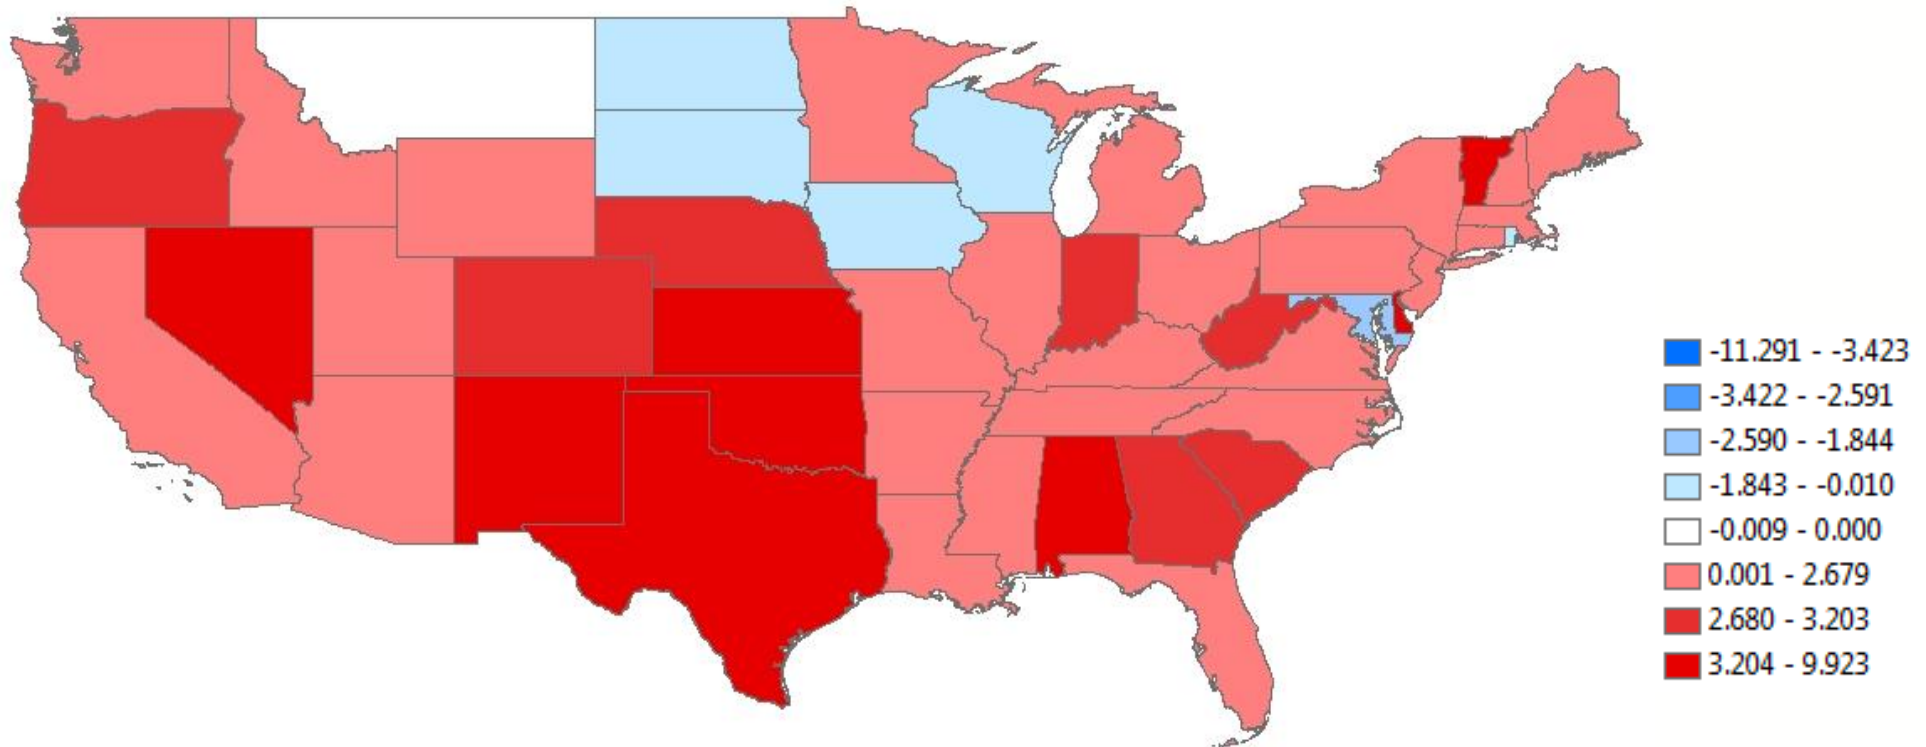 -11.291 - -3.423
-3.422 - -2.591
-2.590 - -1.844
-1.843 - -0.010
-0.009 - 0.000
0.001 - 2.679
2.680 - 3.203
3.204 - 9.923